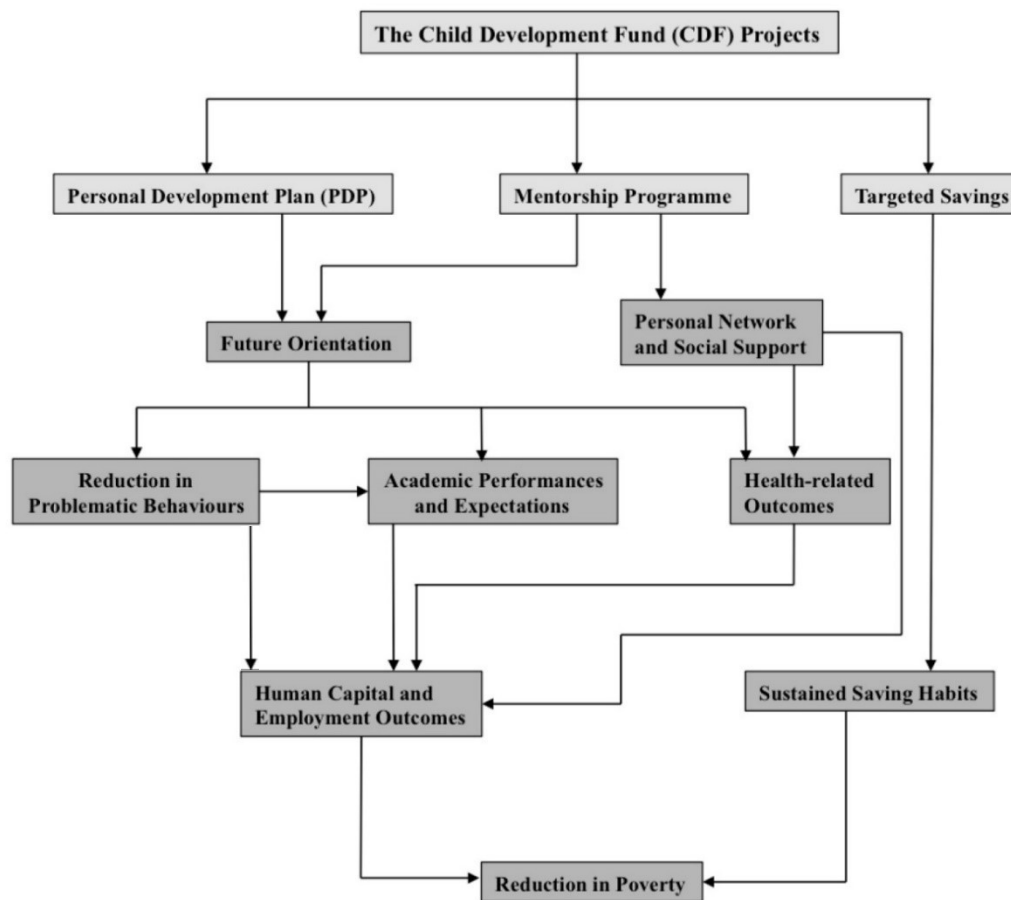 The Child Development Fund (CDF) Projects
Personal Development Plan (PDP)
Mentorship Programme
Targeted Savings
Future Orientation
Personal Network
and Social Support
Reduction in
Problematic Behaviours
Academic Performances
and Expectations
Health-related
Outcomes
Human Capital and
Employment Outcomes
Sustained Saving Habits
Reduction in Poverty